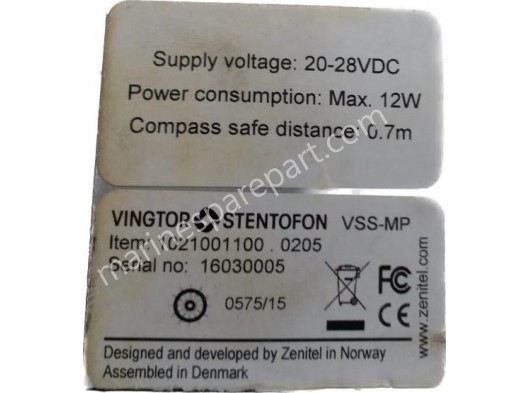 Supply voltage: 20-28VDC
Power consumption: Max. 12W
Compass safe distance: 0.7m
VINGTOR STENTOFON VSS-MP
Item: 1021001100 . 0205
Serial no: 16030005
0575/15
FC
CE
www.zenitel.com
Designed and developed by Zenitel in Norway
Assembled in Denmark
marinesparepart.com